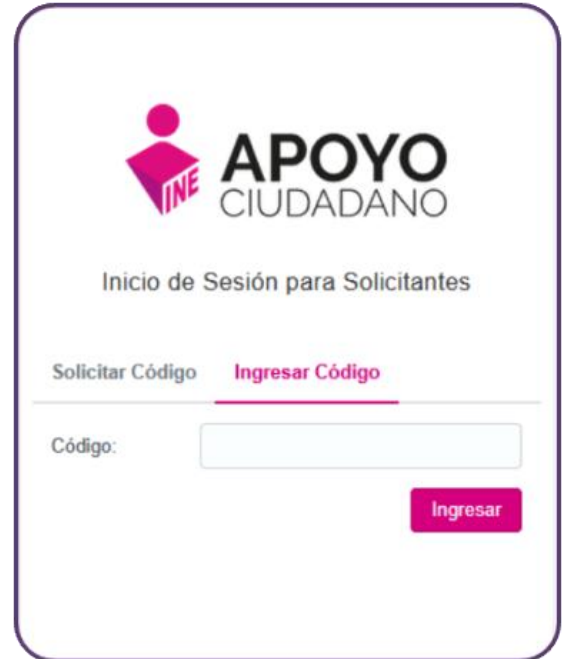 INE
APOYO
CIUDADANO
Inicio de Sesión para Solicitantes
Solicitar Código Ingresar Código
Código:
Ingresar